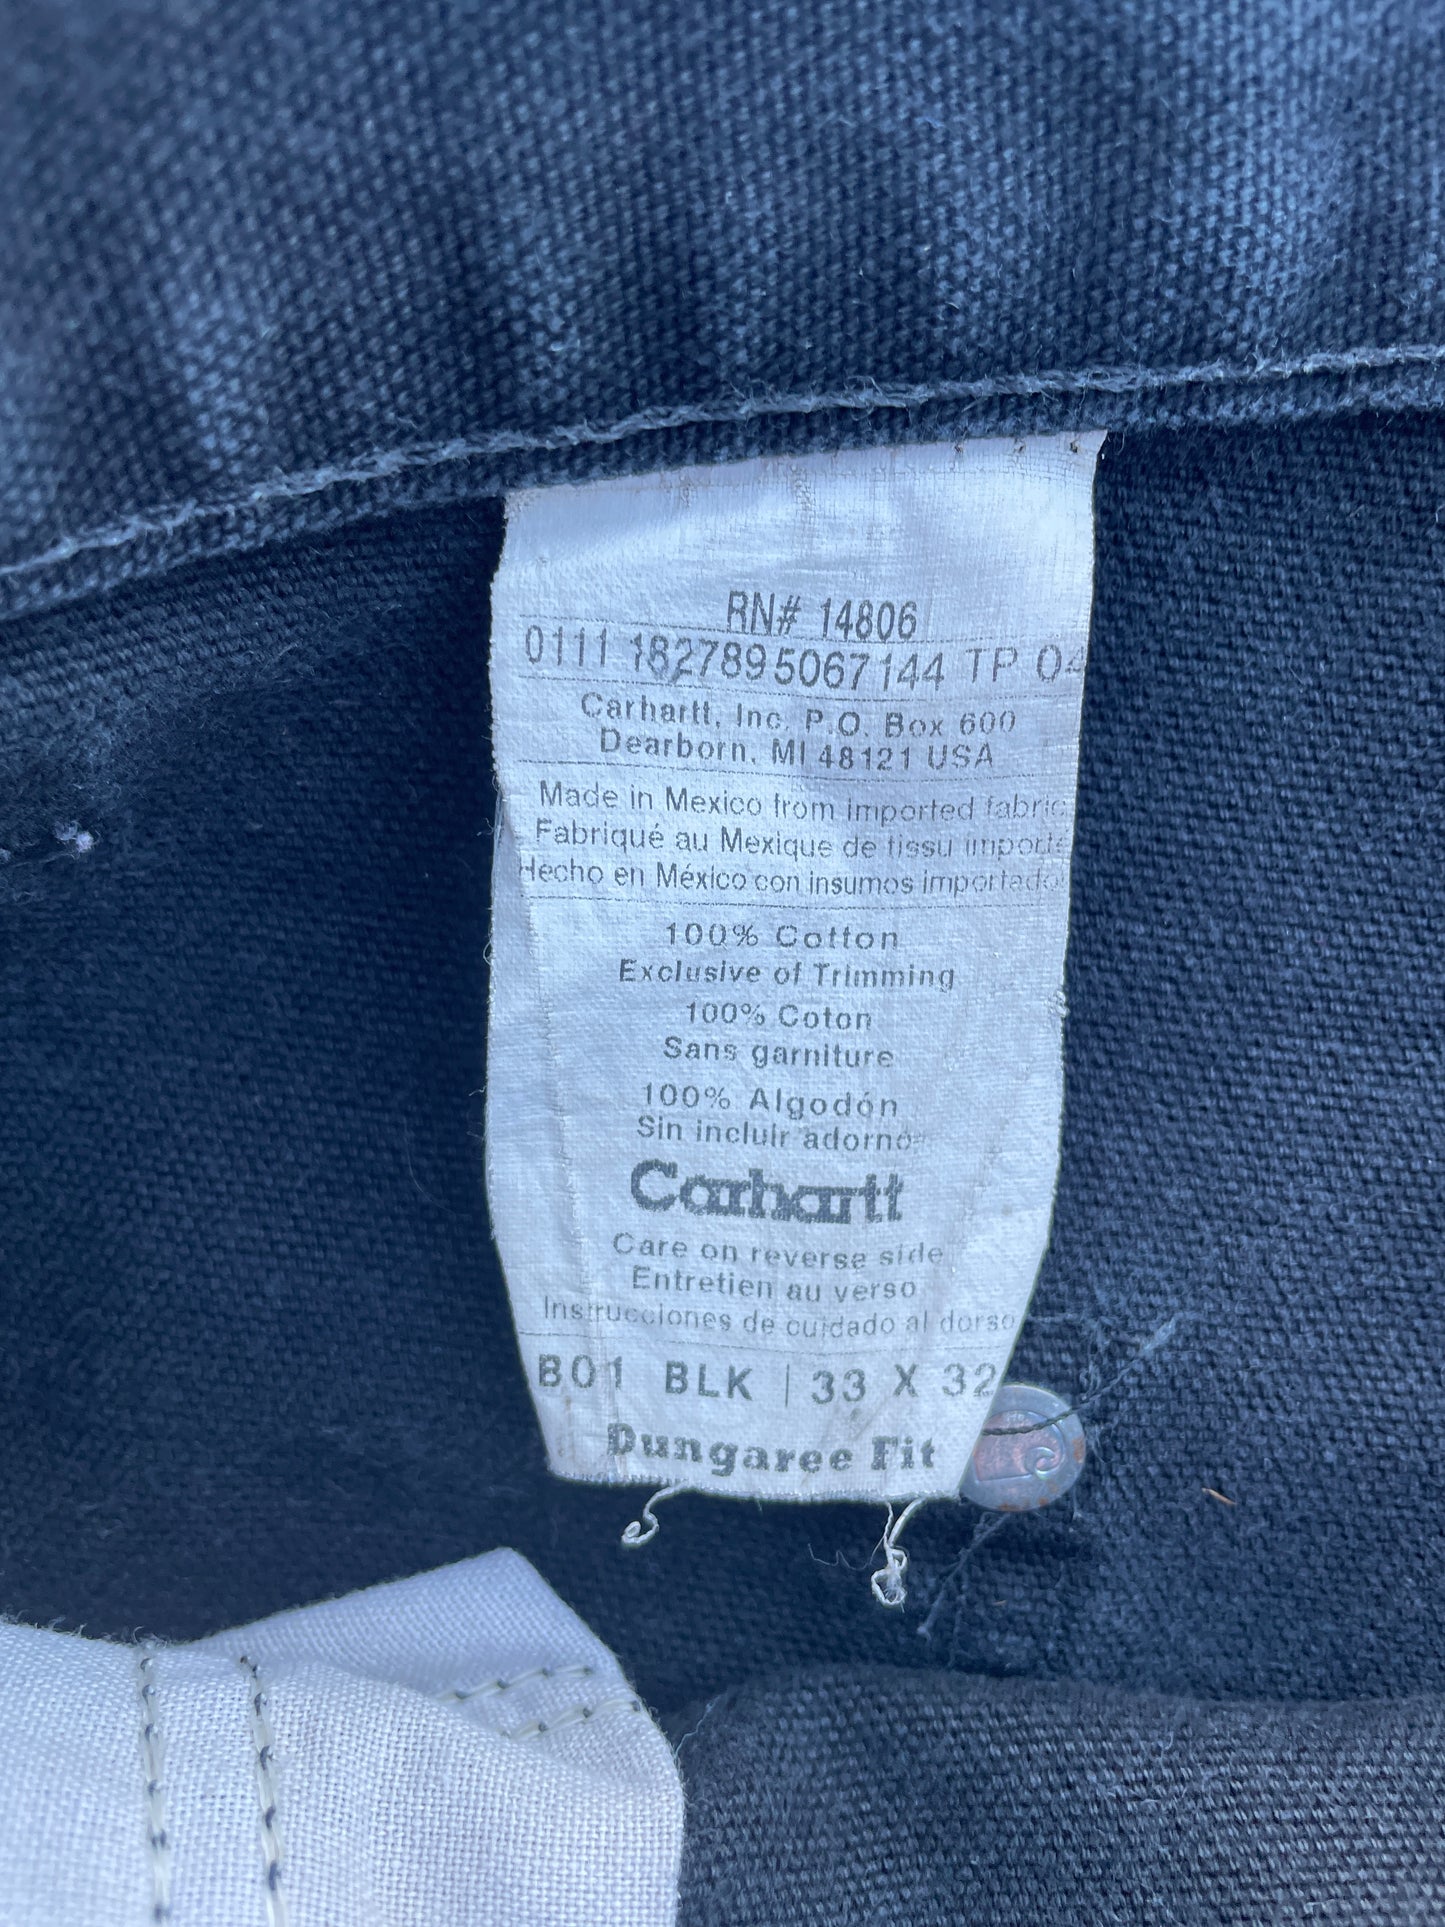 RN# 14806
0111 1827895067144 TP 04
Carhartt, Inc. P.O. Box 600
Dearborn, MI 48121 USA
Made in Mexico from imported fabric
Fabriqué au Mexique de tissu importé
Hecho en México con insumos importados
100% Cotton
Exclusive of Trimming
100% Coton
Sans garniture
100% Algodón
Sin incluir adorno
Carhartt
Care on reverse side
Entretien au verso
Instrucciones de cuidado al dorso
B01 BLK | 33 X 32
Dungaree Fit